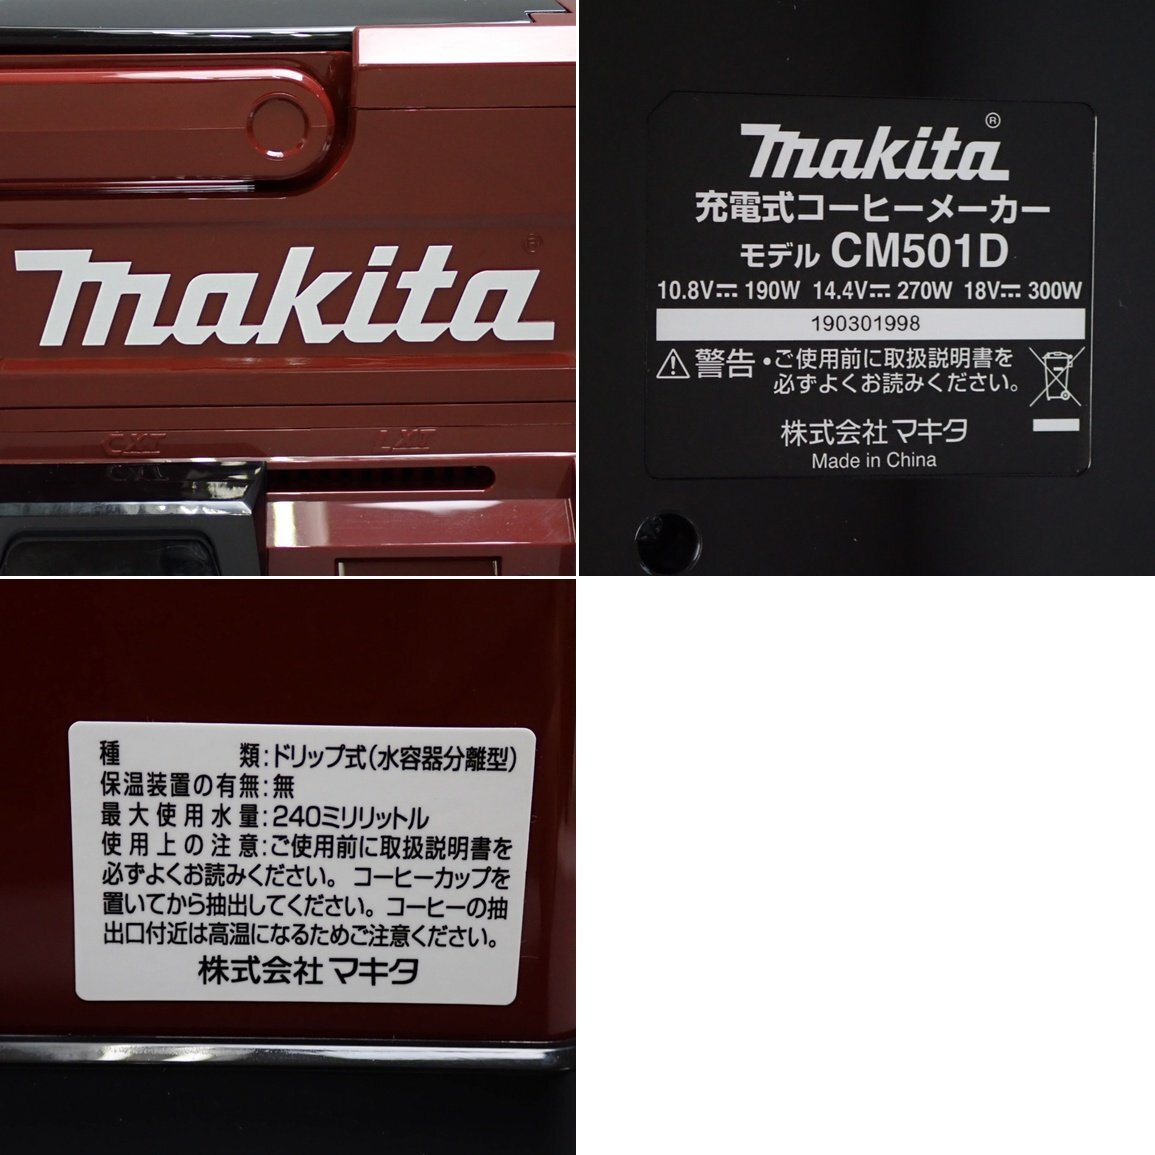 makita®
CXT LXT
CXT
makita®
充電式コーヒーメーカー
モデル CM501D
10.8V⎓ 190W 14.4V⎓ 270W 18V⎓ 300W
190301998
⚠警告・ご使用前に取扱説明書を
必ずよくお読みください。
株式会社マキタ
Made in China
種類:ドリップ式(水容器分離型)
保温装置の有無:無
最大使用水量:240ミリリットル
使用上の注意:ご使用前に取扱説明書を
必ずよくお読みください。コーヒーカップを
置いてから抽出してください。コーヒーの抽
出口付近は高温になるためご注意ください。
株式会社マキタ